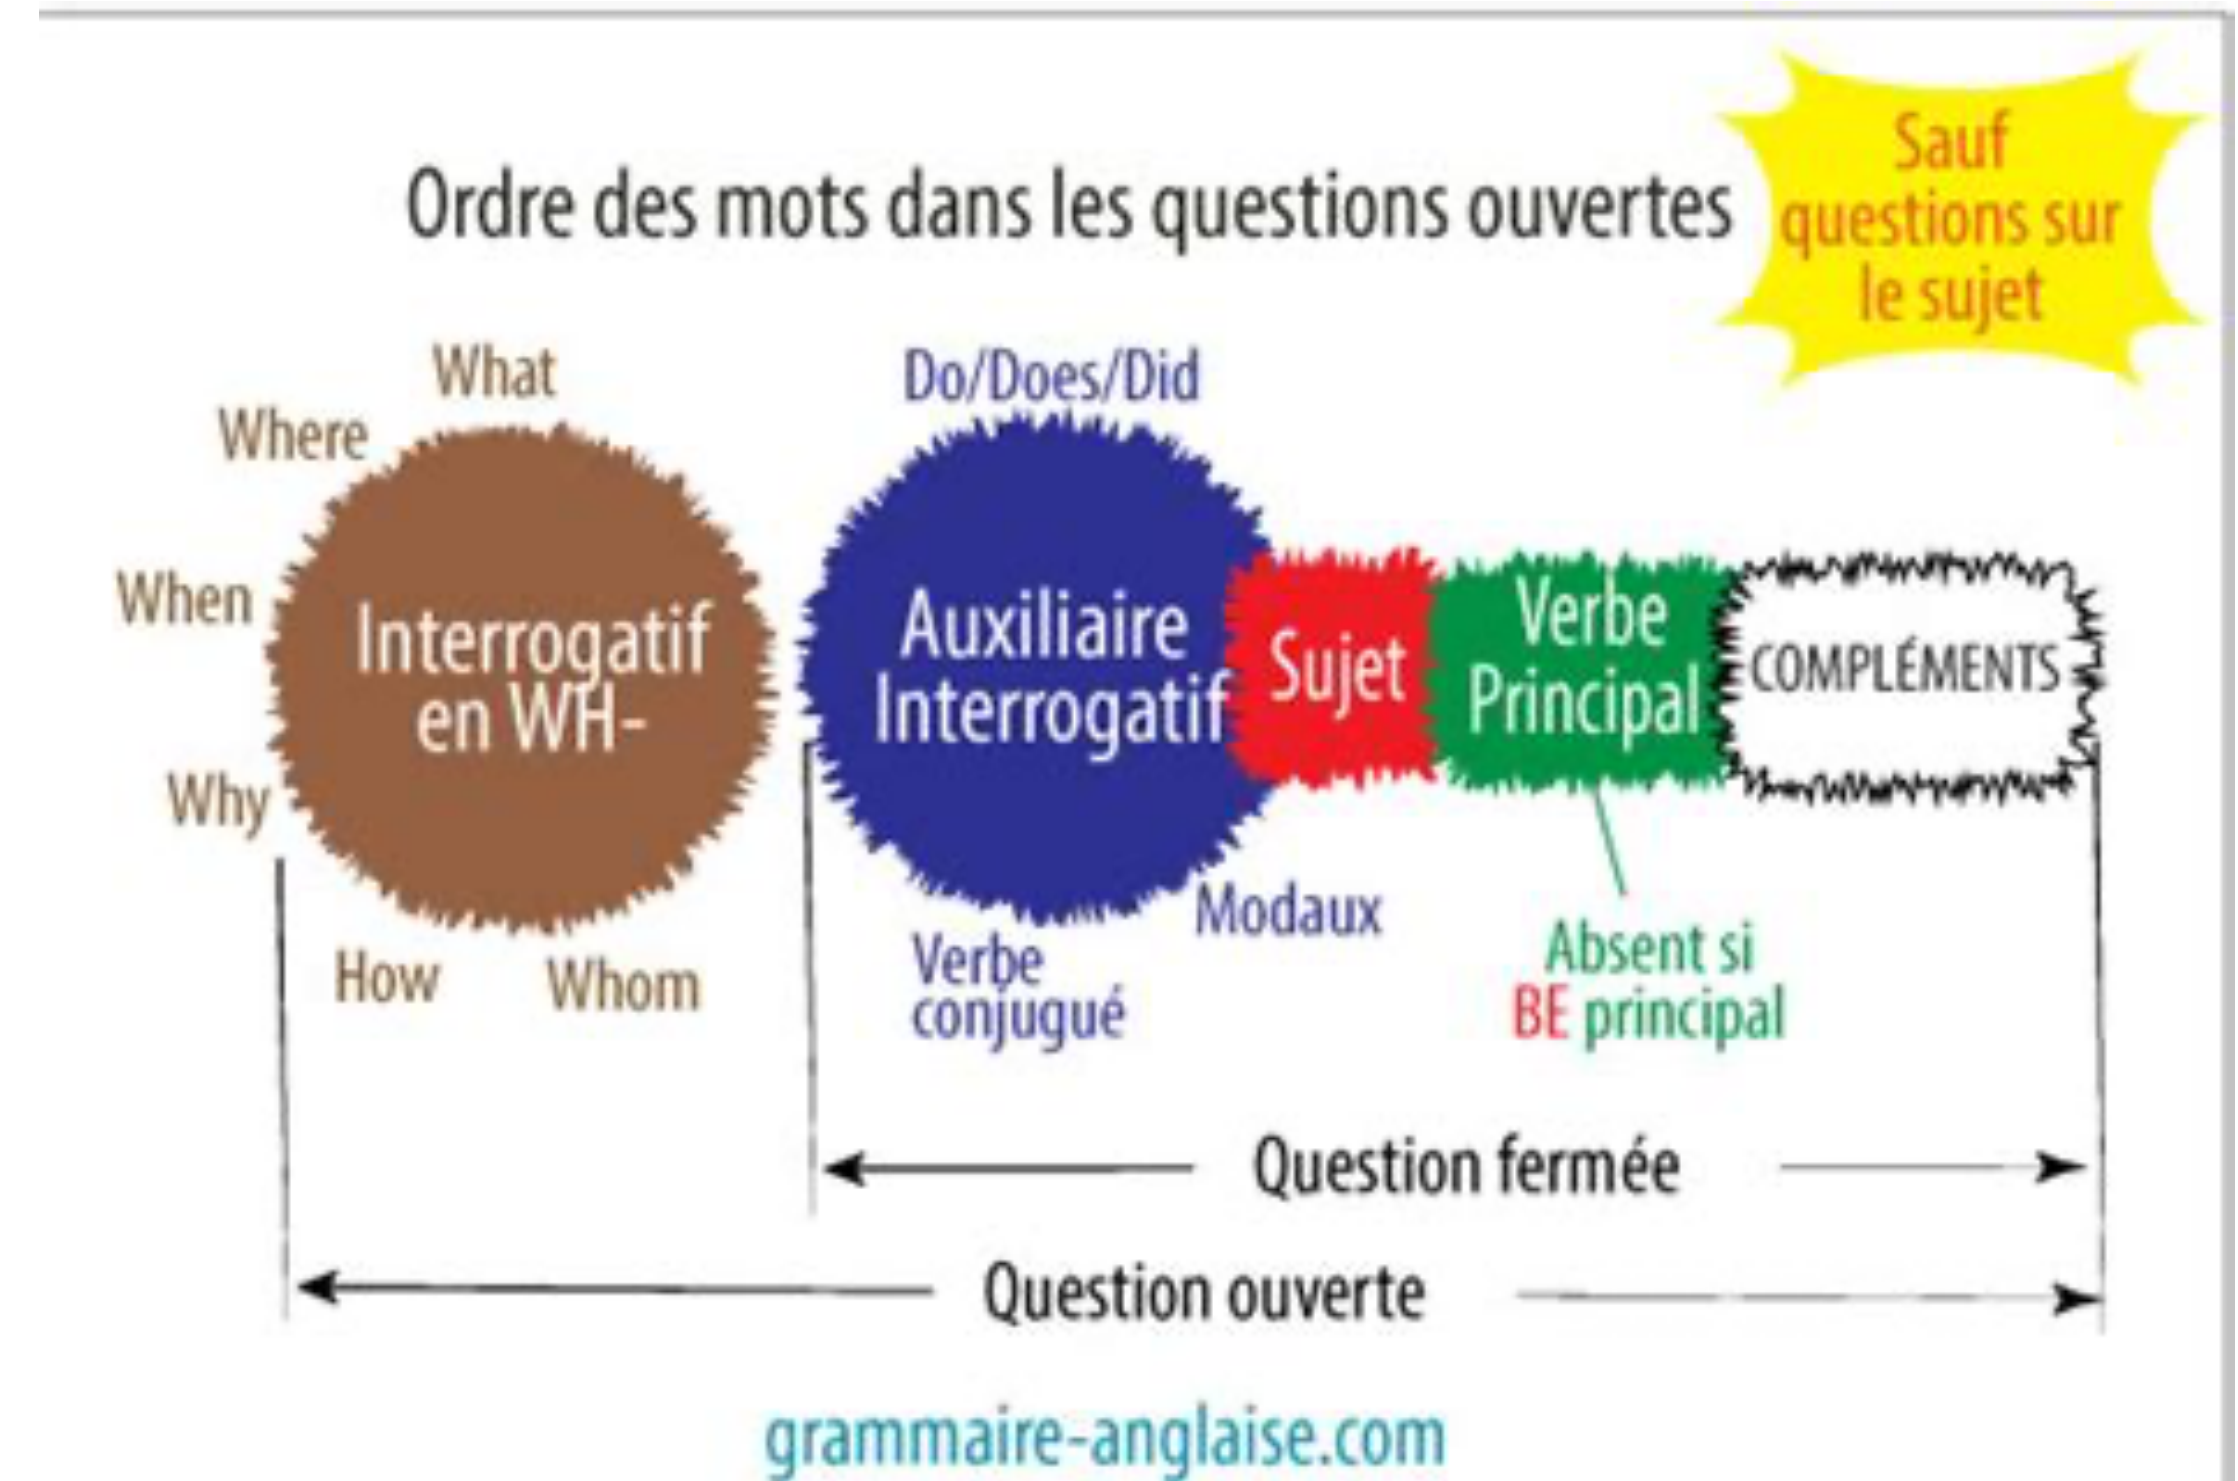 Ordre des mots dans les questions ouvertes
Sauf
questions sur
le sujet
What
Where
When
Why
How
Whom
Interrogatif
en WH-
Do/Does/Did
Auxiliaire
Interrogatif
Verbe
conjugué
Modaux
Sujet
Verbe
Principal
COMPLÉMENTS
Absent si
BE principal
Question fermée
Question ouverte
grammaire-anglaise.com